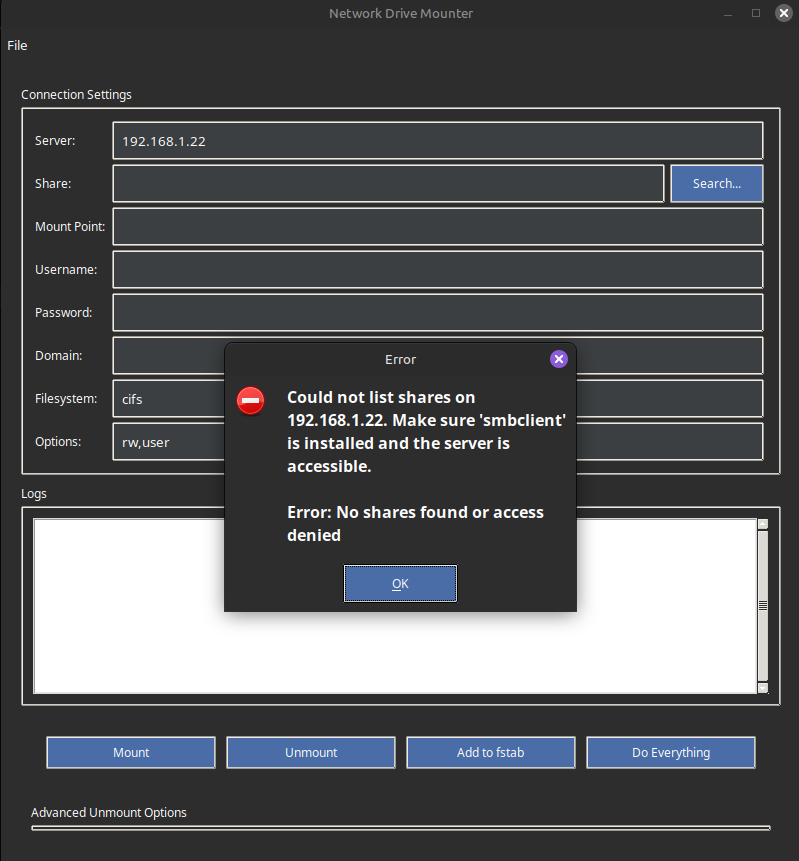 Network Drive Mounter
File
Connection Settings
Server: 192.168.1.22
Share: Search...
Mount Point:
Username:
Password:
Domain:
Filesystem: cifs
Options: rw,user
Error
Could not list shares on
192.168.1.22. Make sure 'smbclient'
is installed and the server is
accessible.
Error: No shares found or access
denied
OK
Logs
Mount Unmount Add to fstab Do Everything
Advanced Unmount Options